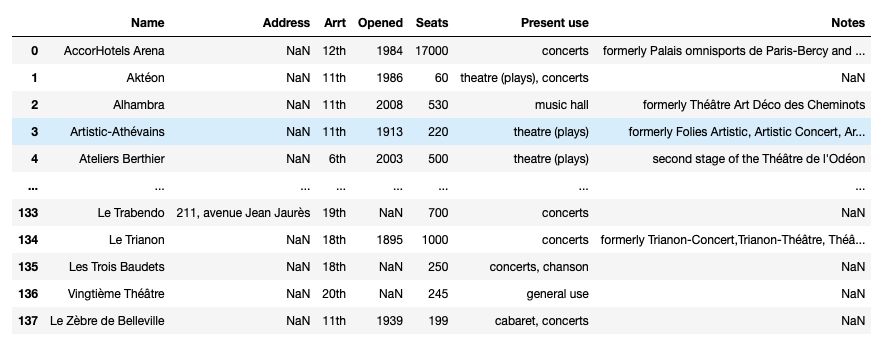 Name Address Arrt Opened Seats Present use Notes
0 AccorHotels Arena NaN 12th 1984 17000 concerts formerly Palais omnisports de Paris-Bercy and ...
1 Aktéon NaN 11th 1986 60 theatre (plays), concerts NaN
2 Alhambra NaN 11th 2008 530 music hall formerly Théâtre Art Déco des Cheminots
3 Artistic-Athévains NaN 11th 1913 220 theatre (plays) formerly Folies Artistic, Artistic Concert, Ar...
4 Ateliers Berthier NaN 6th 2003 500 theatre (plays) second stage of the Théâtre de l'Odéon
... ... ... ... ... ... ... ...
133 Le Trabendo 211, avenue Jean Jaurès 19th NaN 700 concerts NaN
134 Le Trianon NaN 18th 1895 1000 concerts formerly Trianon-Concert,Trianon-Théâtre, Théâ...
135 Les Trois Baudets NaN 18th NaN 250 concerts, chanson NaN
136 Vingtième Théâtre NaN 20th NaN 245 general use NaN
137 Le Zèbre de Belleville NaN 11th 1939 199 cabaret, concerts NaN